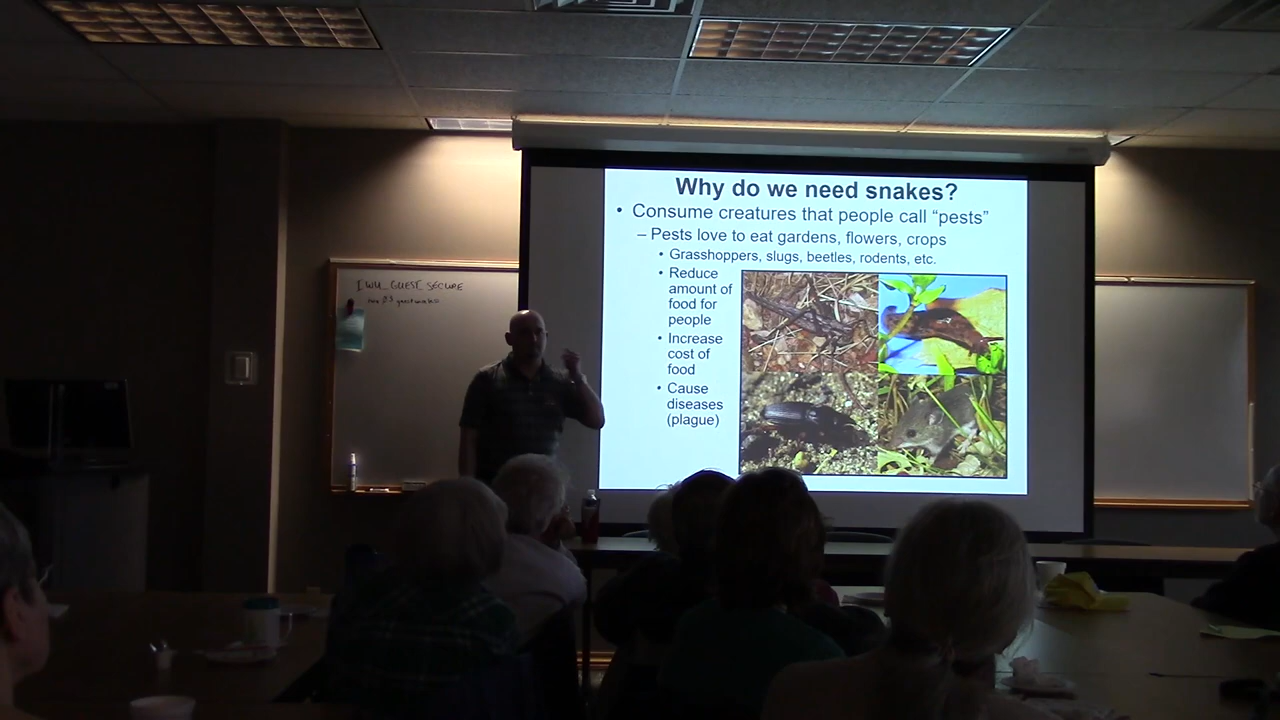 Why do we need snakes?
• Consume creatures that people call “pests”
– Pests love to eat gardens, flowers, crops
• Grasshoppers, slugs, beetles, rodents, etc.
• Reduce
amount of
food for
people
• Increase
cost of
food
• Cause
diseases
(plague)
IWU_GUEST_SECURE